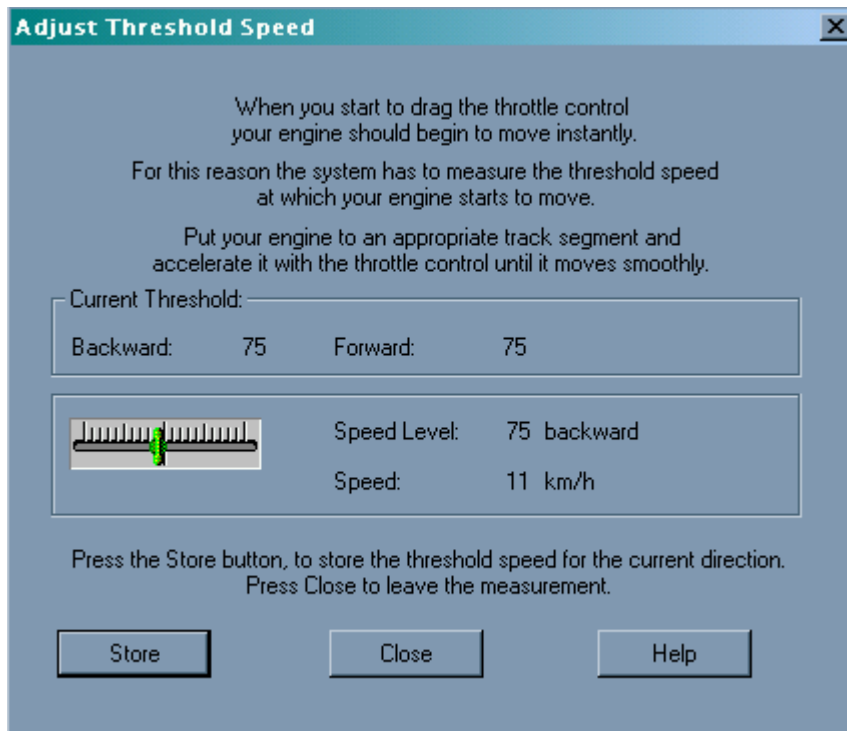 Adjust Threshold Speed
When you start to drag the throttle control
your engine should begin to move instantly.
For this reason the system has to measure the threshold speed
at which your engine starts to move.
Put your engine to an appropriate track segment and
accelerate it with the throttle control until it moves smoothly.
Current Threshold:
Backward: 75 Forward: 75
Speed Level: 75 backward
Speed: 11 km/h
Press the Store button, to store the threshold speed for the current direction.
Press Close to leave the measurement.
Store Close Help